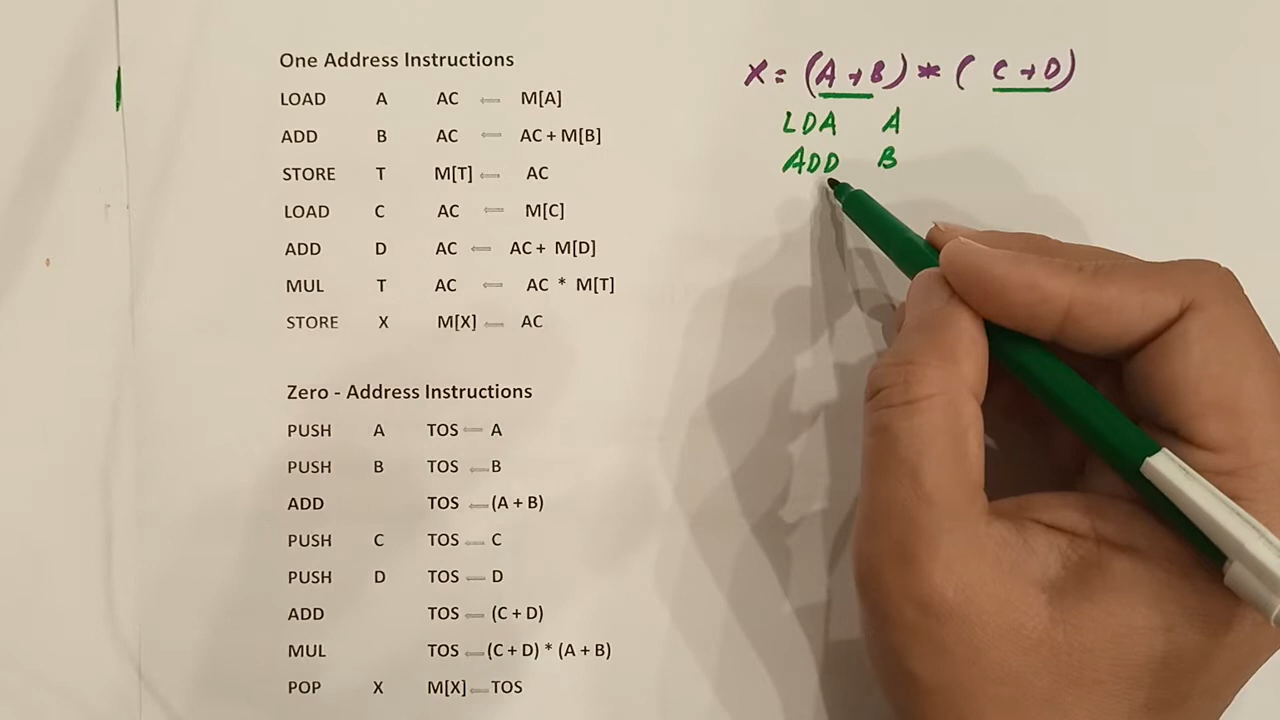 One Address Instructions
LOAD A AC ⟸ M[A]
ADD B AC ⟸ AC + M[B]
STORE T M[T] ⟸ AC
LOAD C AC ⟸ M[C]
ADD D AC ⟸ AC + M[D]
MUL T AC ⟸ AC * M[T]
STORE X M[X] ⟸ AC
Zero - Address Instructions
PUSH A TOS ⟸ A
PUSH B TOS ⟸ B
ADD TOS ⟸ (A + B)
PUSH C TOS ⟸ C
PUSH D TOS ⟸ D
ADD TOS ⟸ (C + D)
MUL TOS ⟸ (C + D) * (A + B)
POP X M[X] ⟸ TOS
X = (A + B) * ( C + D)
LDA A
ADD B